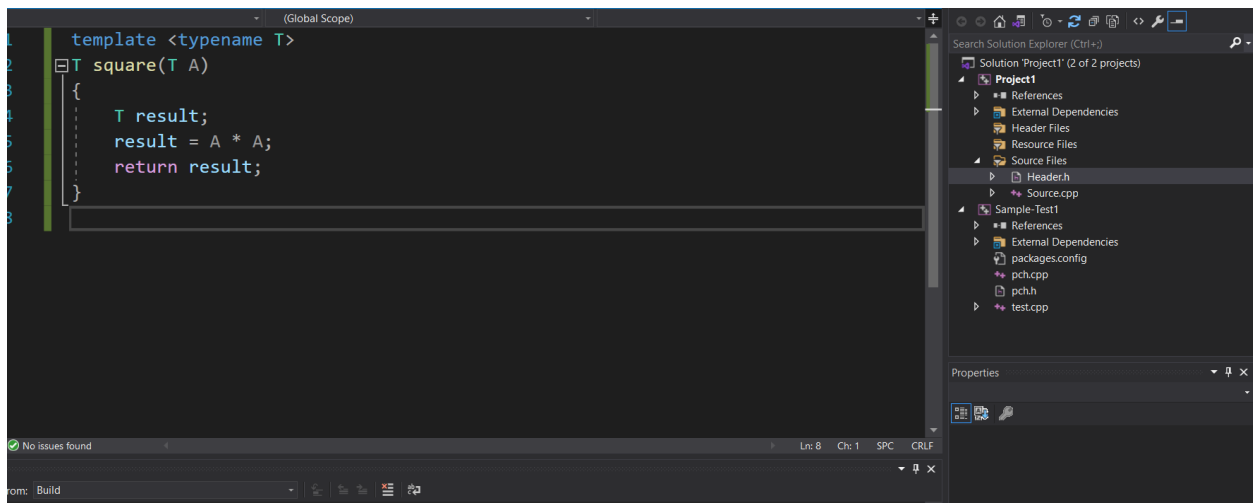 (Global Scope)
1 template <typename T>
2 T square(T A)
3 {
4 T result;
5 result = A * A;
6 return result;
7 }
8
No issues found
Ln: 8 Ch: 1 SPC CRLF
Build
Search Solution Explorer (Ctrl+;)
Solution 'Project1' (2 of 2 projects)
Project1
References
External Dependencies
Header Files
Resource Files
Source Files
Header.h
Source.cpp
Sample-Test1
References
External Dependencies
packages.config
pch.cpp
pch.h
test.cpp
Properties